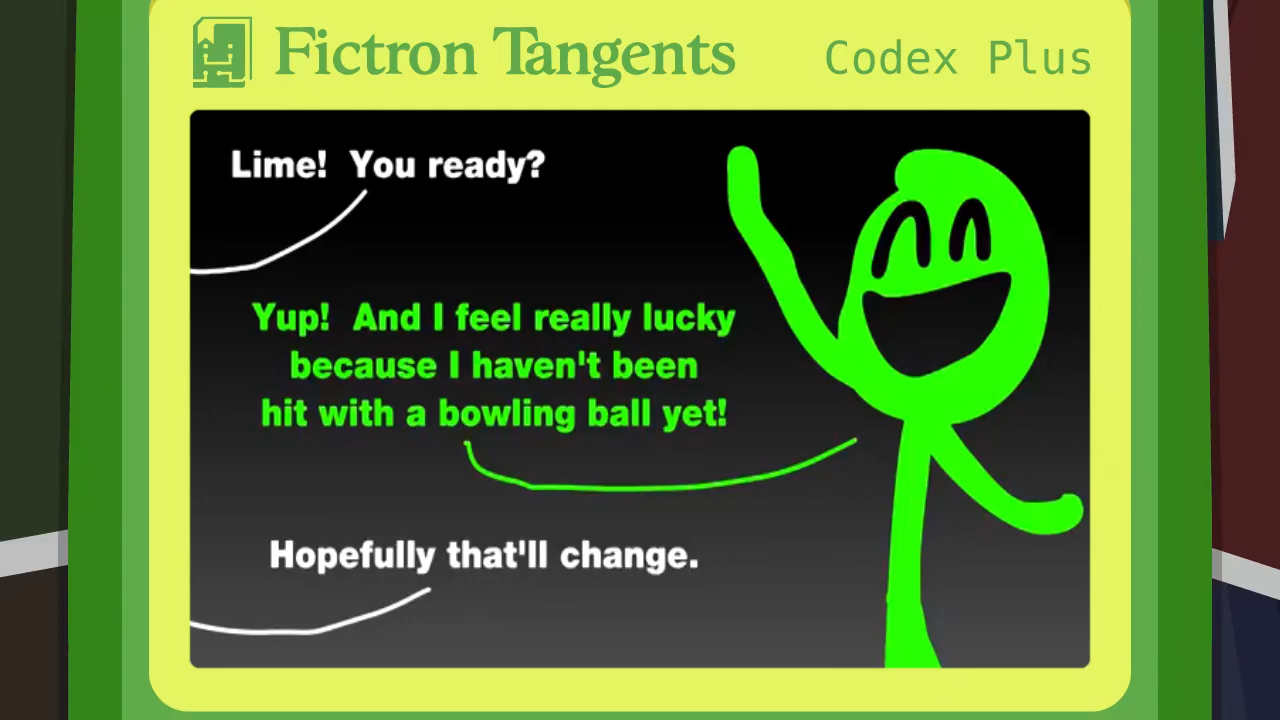 Fictron Tangents Codex Plus
Lime!  You ready?
Yup!  And I feel really lucky
because I haven't been
hit with a bowling ball yet!
Hopefully that'll change.